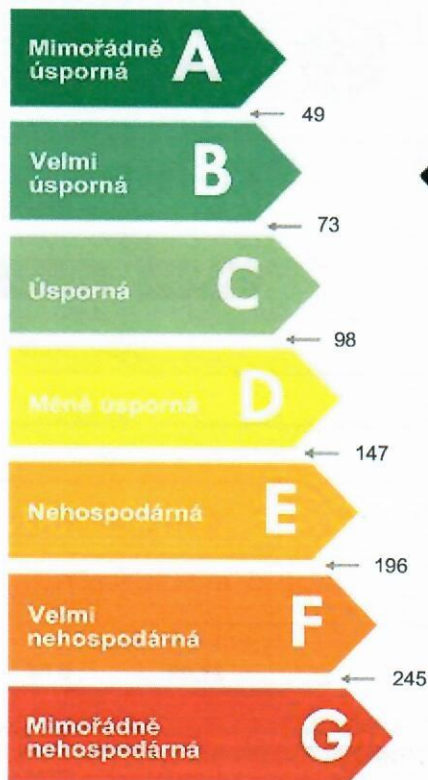 Mimořádně
úsporná
A
49
Velmi
úsporná
B
73
Úsporná
C
98
Méně úsporná
D
147
Nehospodárná
E
196
Velmi
nehospodárná
F
245
Mimořádně
nehospodárná
G